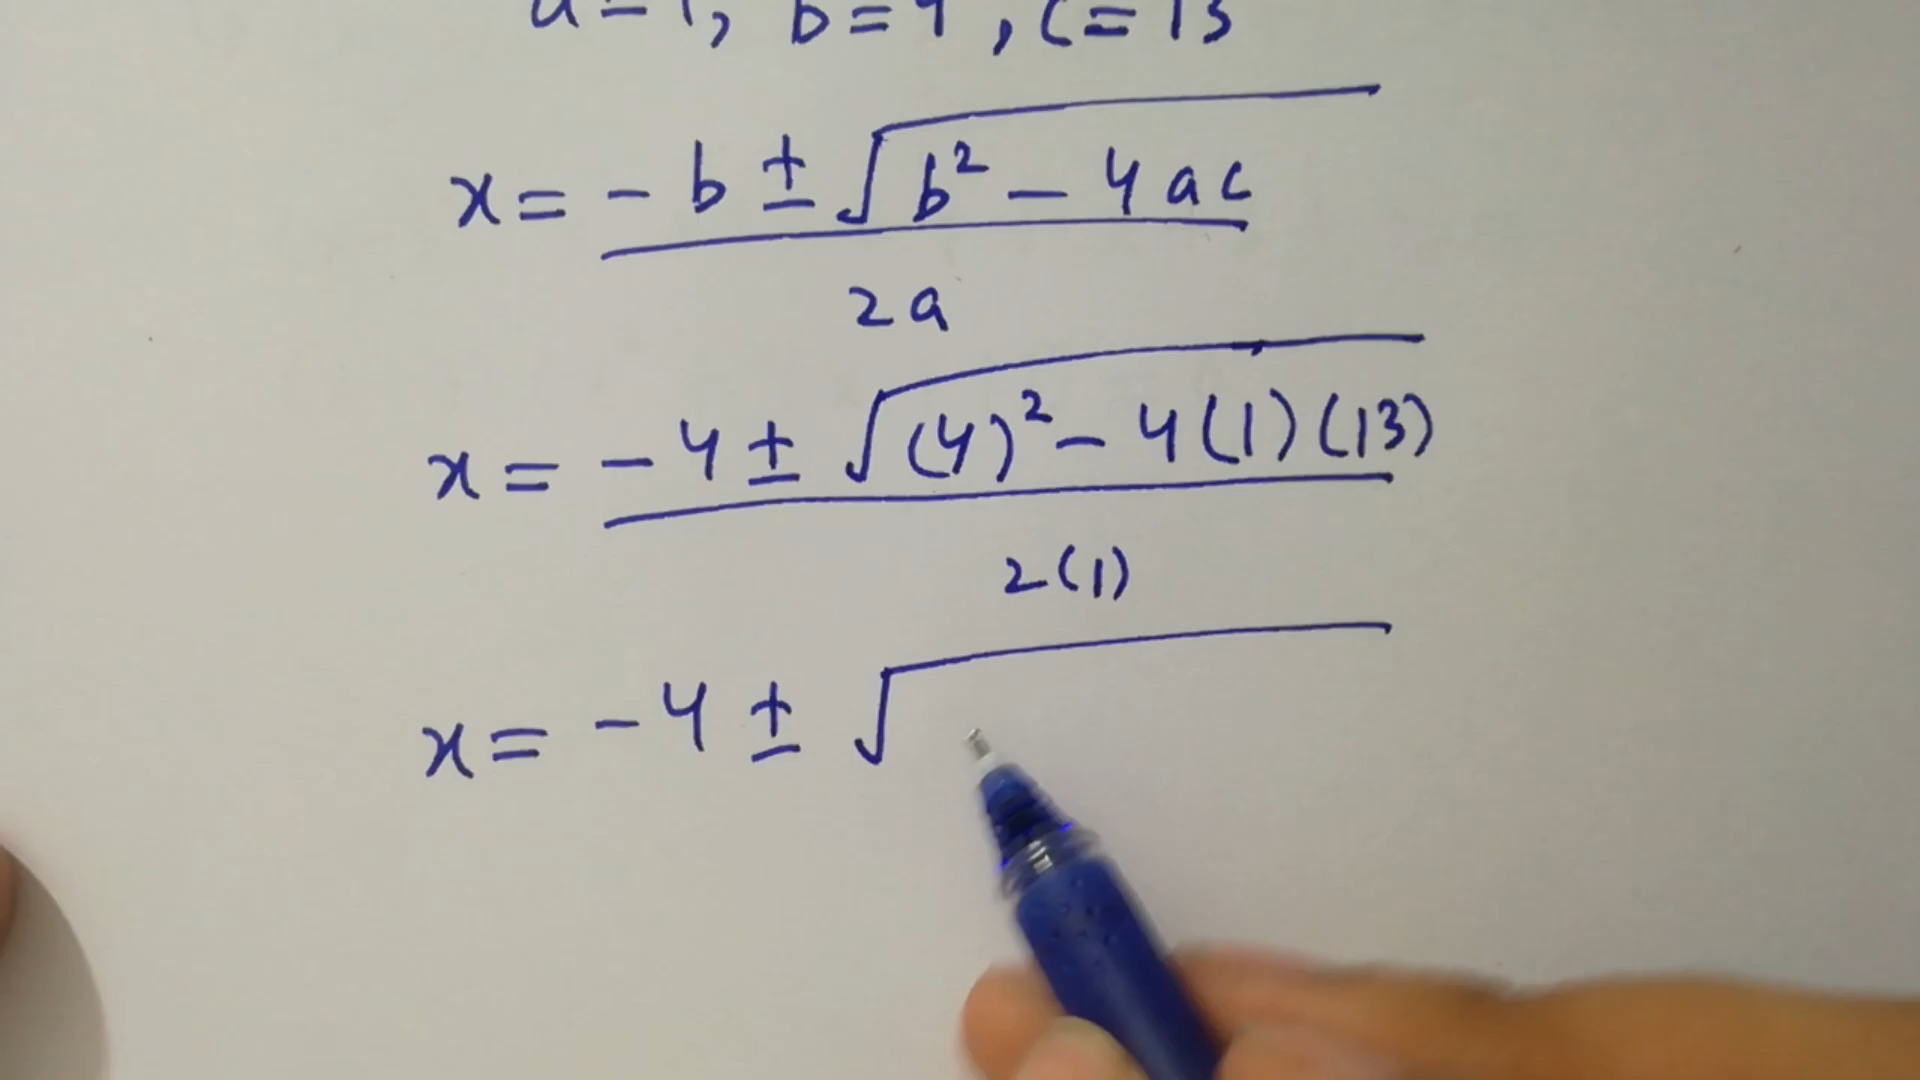 a=1, b=4, c=13
x = -b ± √b² - 4ac
2a
x = -4 ± √(4)² - 4(1)(13)
2(1)
x = -4 ± √